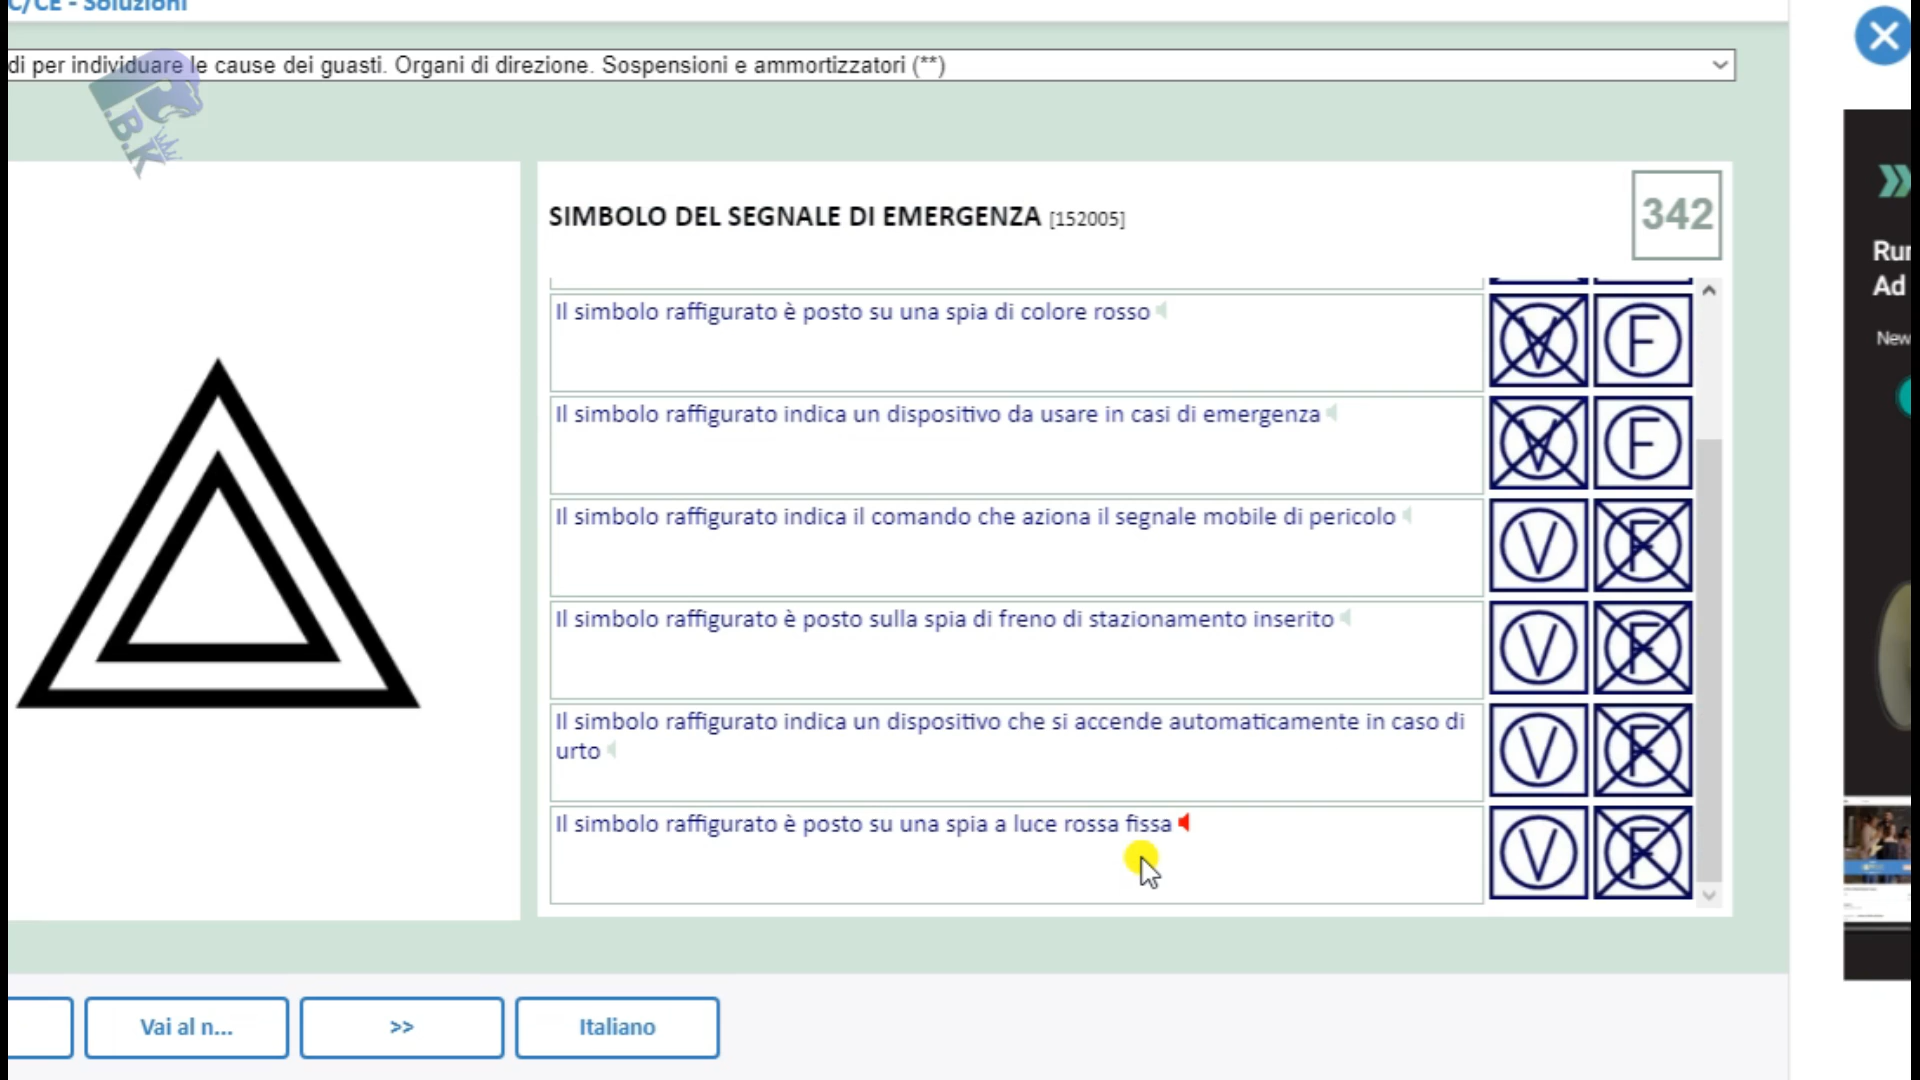 C/CE - Soluzioni
di per individuare le cause dei guasti. Organi di direzione. Sospensioni e ammortizzatori (**)
.B.K
SIMBOLO DEL SEGNALE DI EMERGENZA [152005]
342
Il simbolo raffigurato è posto su una spia di colore rosso
V F
Il simbolo raffigurato indica un dispositivo da usare in casi di emergenza
V F
Il simbolo raffigurato indica il comando che aziona il segnale mobile di pericolo
V F
Il simbolo raffigurato è posto sulla spia di freno di stazionamento inserito
V F
Il simbolo raffigurato indica un dispositivo che si accende automaticamente in caso di
urto
V F
Il simbolo raffigurato è posto su una spia a luce rossa fissa
V F
Vai al n...
>>
Italiano
Ad
New